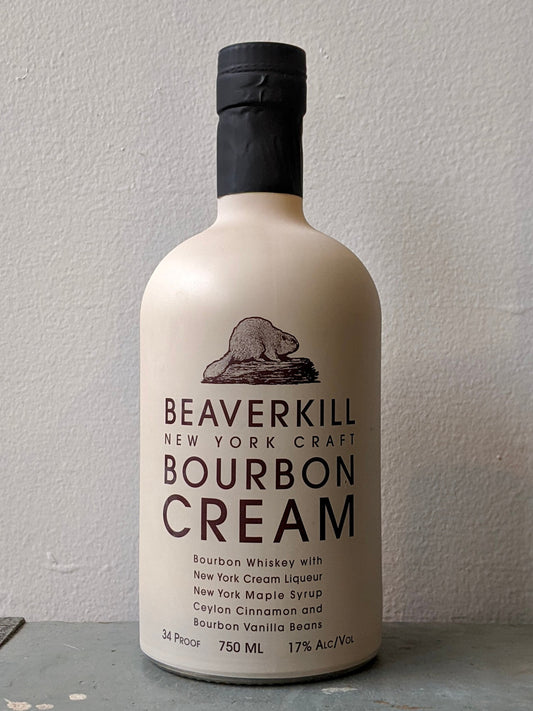 BEAVERKILL
NEW YORK CRAFT
BOURBON
CREAM
Bourbon Whiskey with
New York Cream Liqueur
New York Maple Syrup
Ceylon Cinnamon and
Bourbon Vanilla Beans
34 Proof 750 ML 17% Alc/Vol